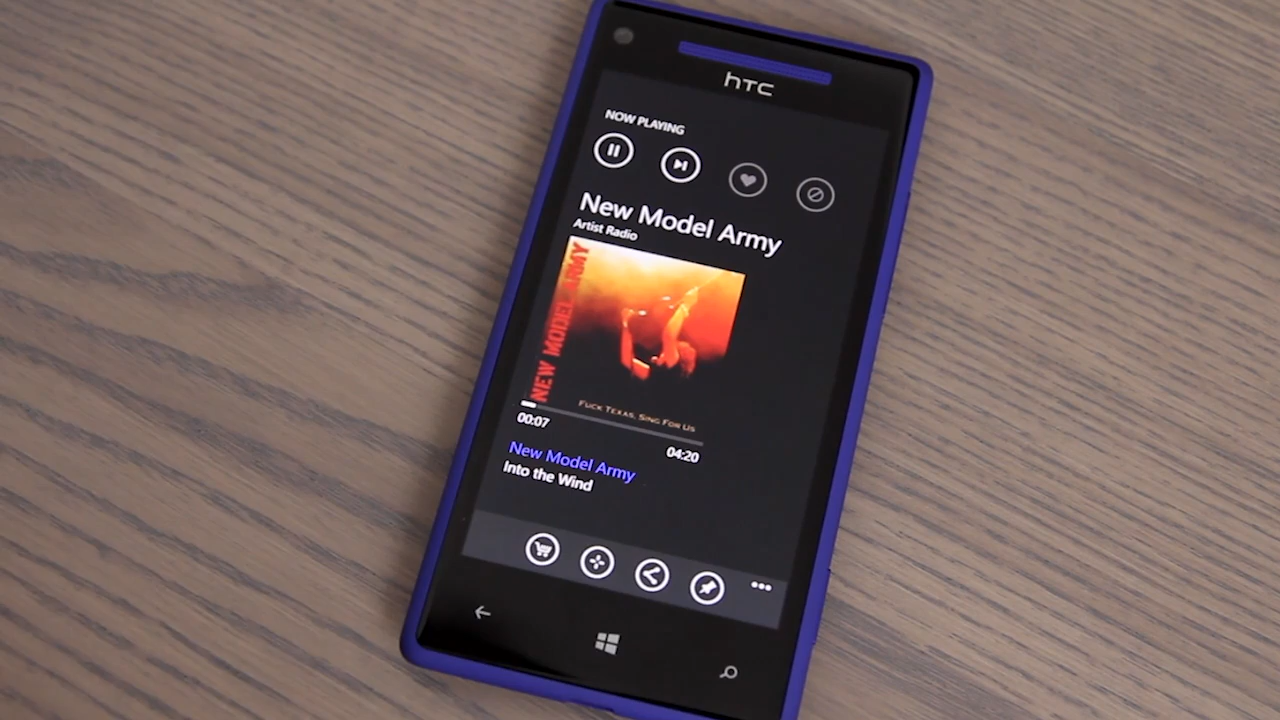 hTC
NOW PLAYING
New Model Army
Artist Radio
NEW MODEL ARMY
FUCK TEXAS, SING FOR US
00:07
04:20
New Model Army
Into the Wind